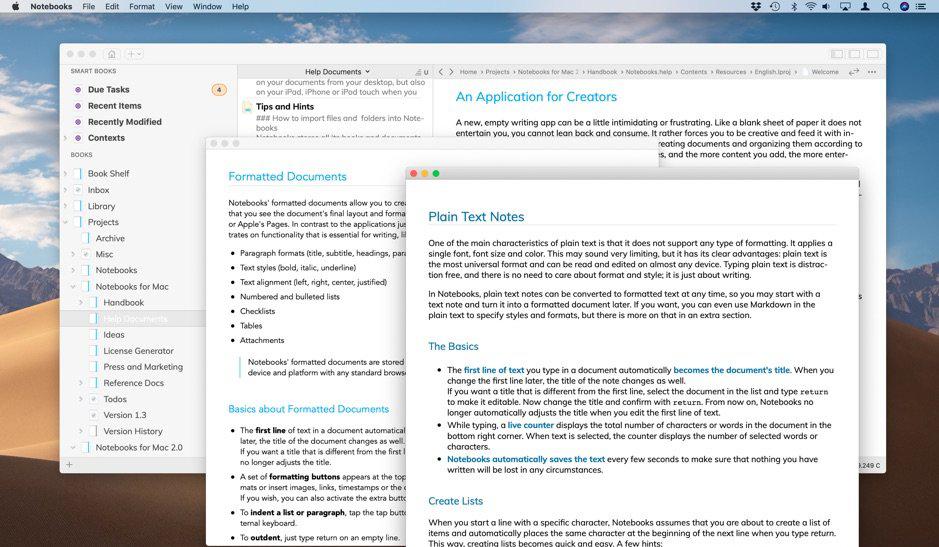 Notebooks File Edit Format View Window Help
SMART BOOKS
Due Tasks 4
Recent Items
Recently Modified
Contexts
BOOKS
Book Shelf
Inbox
Library
Projects
Archive
Misc
Notebooks
Notebooks for Mac
Handbook
Help Documents
Ideas
License Generator
Press and Marketing
Reference Docs
Todos
Version 1.3
Version History
Notebooks for Mac 2.0
Help Documents
on your documents from your desktop, but also
on your iPad, iPhone or iPod touch when you
Tips and Hints
### How to import files and folders into Note-
books
Home › Projects › Notebooks for Mac › Handbook › Notebooks.help › Contents › Resources › English.lproj › Welcome
An Application for Creators
A new, empty writing app can be a little intimidating or frustrating. Like a blank sheet of paper it does not
entertain you, you cannot lean back and consume. It rather forces you to be creative and feed it with in-
reating documents and organizing them according to
s, and the more content you add, the more enter-
9.249 C
Formatted Documents
Notebooks' formatted documents allow you to crea
that you see the document's final layout and forma
or Apple's Pages. In contrast to the applications jus
trates on functionality that is essential for writing, li
Paragraph formats (title, subtitle, headings, para
Text styles (bold, italic, underline)
Text alignment (left, right, center, justified)
Numbered and bulleted lists
Checklists
Tables
Attachments
Notebooks' formatted documents are stored
device and platform with any standard brows
Basics about Formatted Documents
The first line of text in a document automatical
later, the title of the document changes as well.
If you want a title that is different from the first l
no longer adjusts the title.
A set of formatting buttons appears at the top
mats or insert images, links, timestamps or the c
If you wish, you can also activate the extra butto
To indent a list or paragraph, tap the tap butto
ternal keyboard.
To outdent, just type return on an empty line.
Plain Text Notes
One of the main characteristics of plain text is that it does not support any type of formatting. It applies a
single font, font size and color. This may sound very limiting, but it has its clear advantages: plain text is
the most universal format and can be read and edited on almost any device. Typing plain text is distrac-
tion free, and there is no need to care about format and style; it is just about writing.
In Notebooks, plain text notes can be converted to formatted text at any time, so you may start with a
text note and turn it into a formatted document later. If you want, you can even use Markdown in the
plain text to specify styles and formats, but there is more on that in an extra section.
The Basics
The first line of text you type in a document automatically becomes the document's title. When you
change the first line later, the title of the note changes as well.
If you want a title that is different from the first line, select the document in the list and type return
to make it editable. Now change the title and confirm with return. From now on, Notebooks no
longer automatically adjusts the title when you edit the first line of text.
While typing, a live counter displays the total number of characters or words in the document in the
bottom right corner. When text is selected, the counter displays the number of selected words or
characters.
Notebooks automatically saves the text every few seconds to make sure that nothing you have
written will be lost in any circumstances.
Create Lists
When you start a line with a specific character, Notebooks assumes that you are about to create a list of
items and automatically places the same character at the beginning of the next line when you type return.
This way, creating lists becomes quick and easy. A few hints: